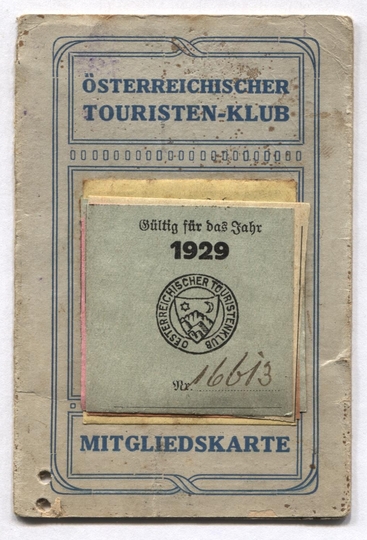 ÖSTERREICHISCHER
TOURISTEN-KLUB
Gültig für das Jahr
1929
OESTERREICHISCHER TOURISTENKLUB
Nr. 16613
MITGLIEDSKARTE